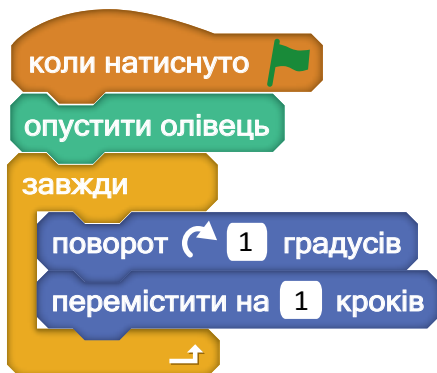 коли натиснуто
опустити олівець
завжди
поворот 1 градусів
перемістити на 1 кроків